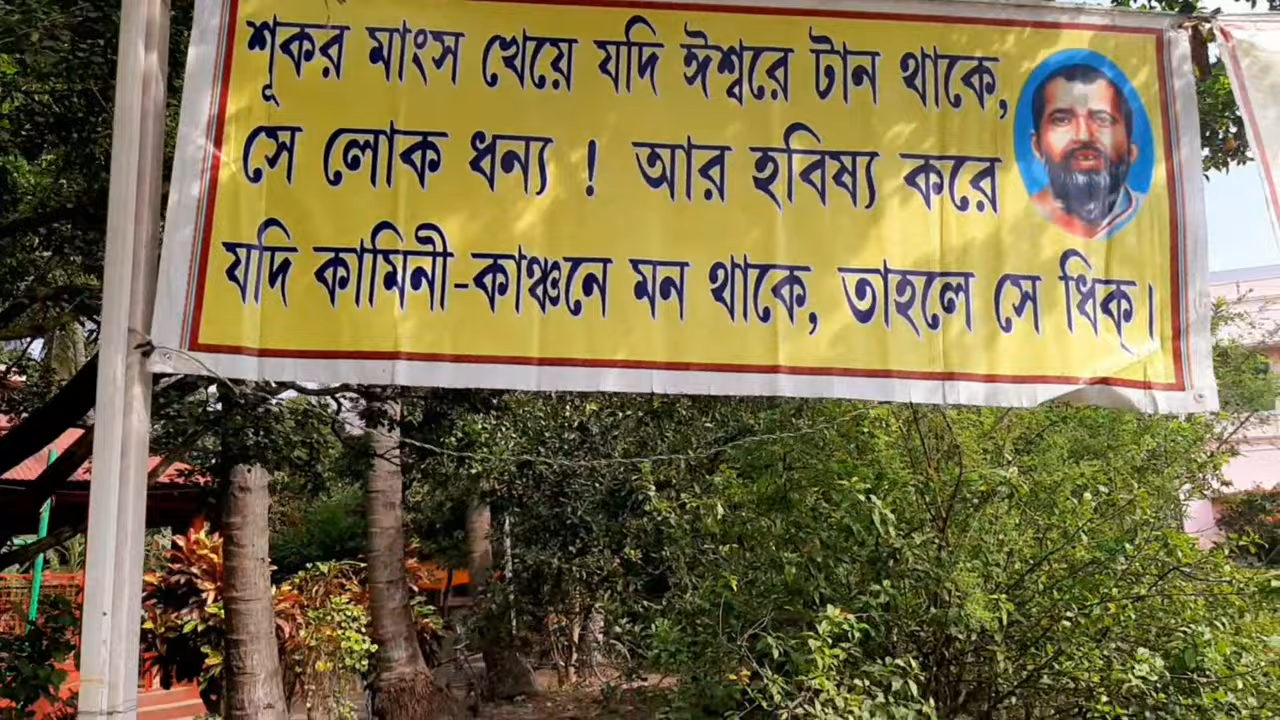 শূকর মাংস খেয়ে যদি ঈশ্বরে টান থাকে,
সে লোক ধন্য ! আর হবিষ্য করে
যদি কামিনী-কাঞ্চনে মন থাকে, তাহলে সে ধিক্।